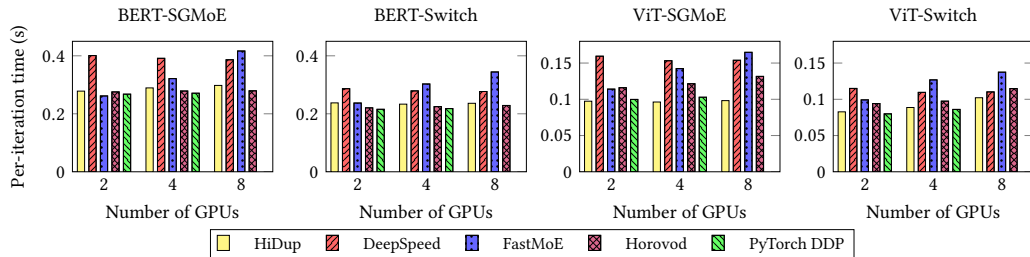 BERT-SGMoE
BERT-Switch
ViT-SGMoE
ViT-Switch
Per-iteration time (s)
0.4
0.2
0
2 4 8
Number of GPUs
0.4
0.2
0
2 4 8
Number of GPUs
0.15
0.1
0.05
0
2 4 8
Number of GPUs
0.15
0.1
0.05
0
2 4 8
Number of GPUs
HiDup DeepSpeed FastMoE Horovod PyTorch DDP